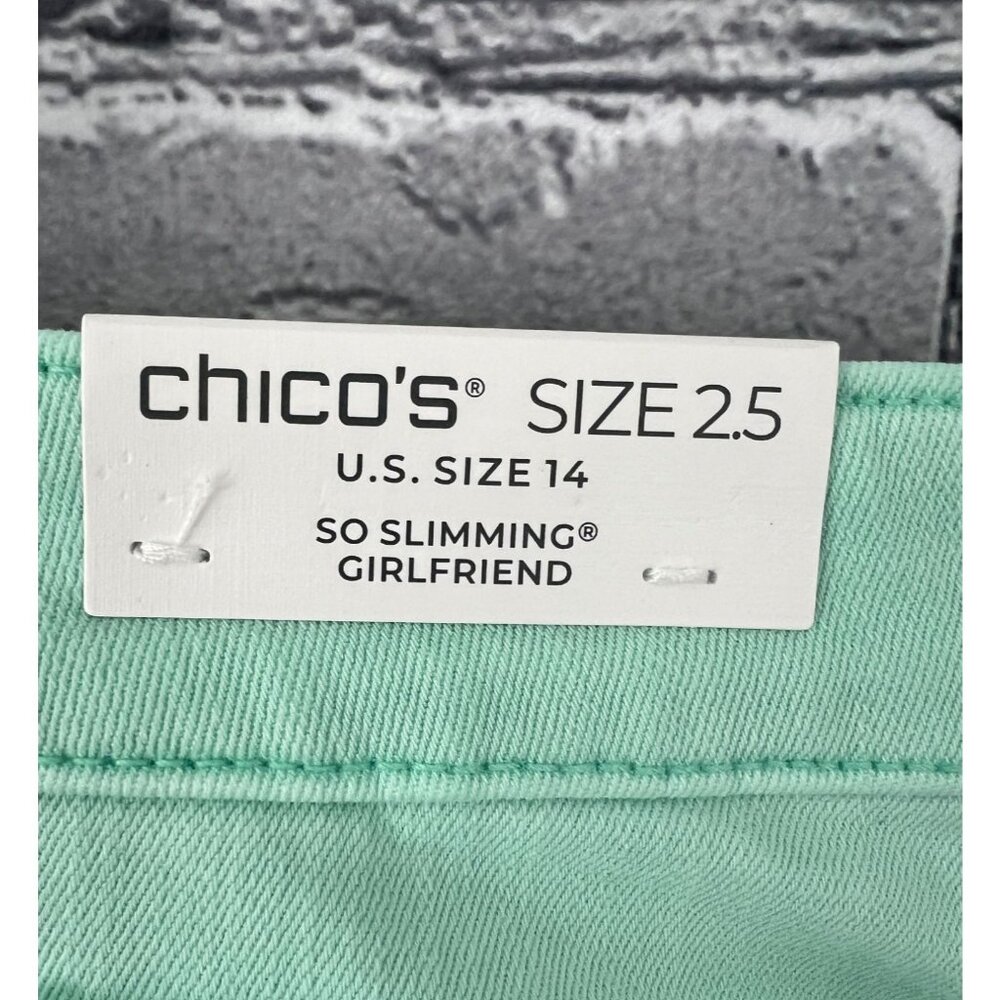 chico's® SIZE 2.5
U.S. SIZE 14
SO SLIMMING®
GIRLFRIEND